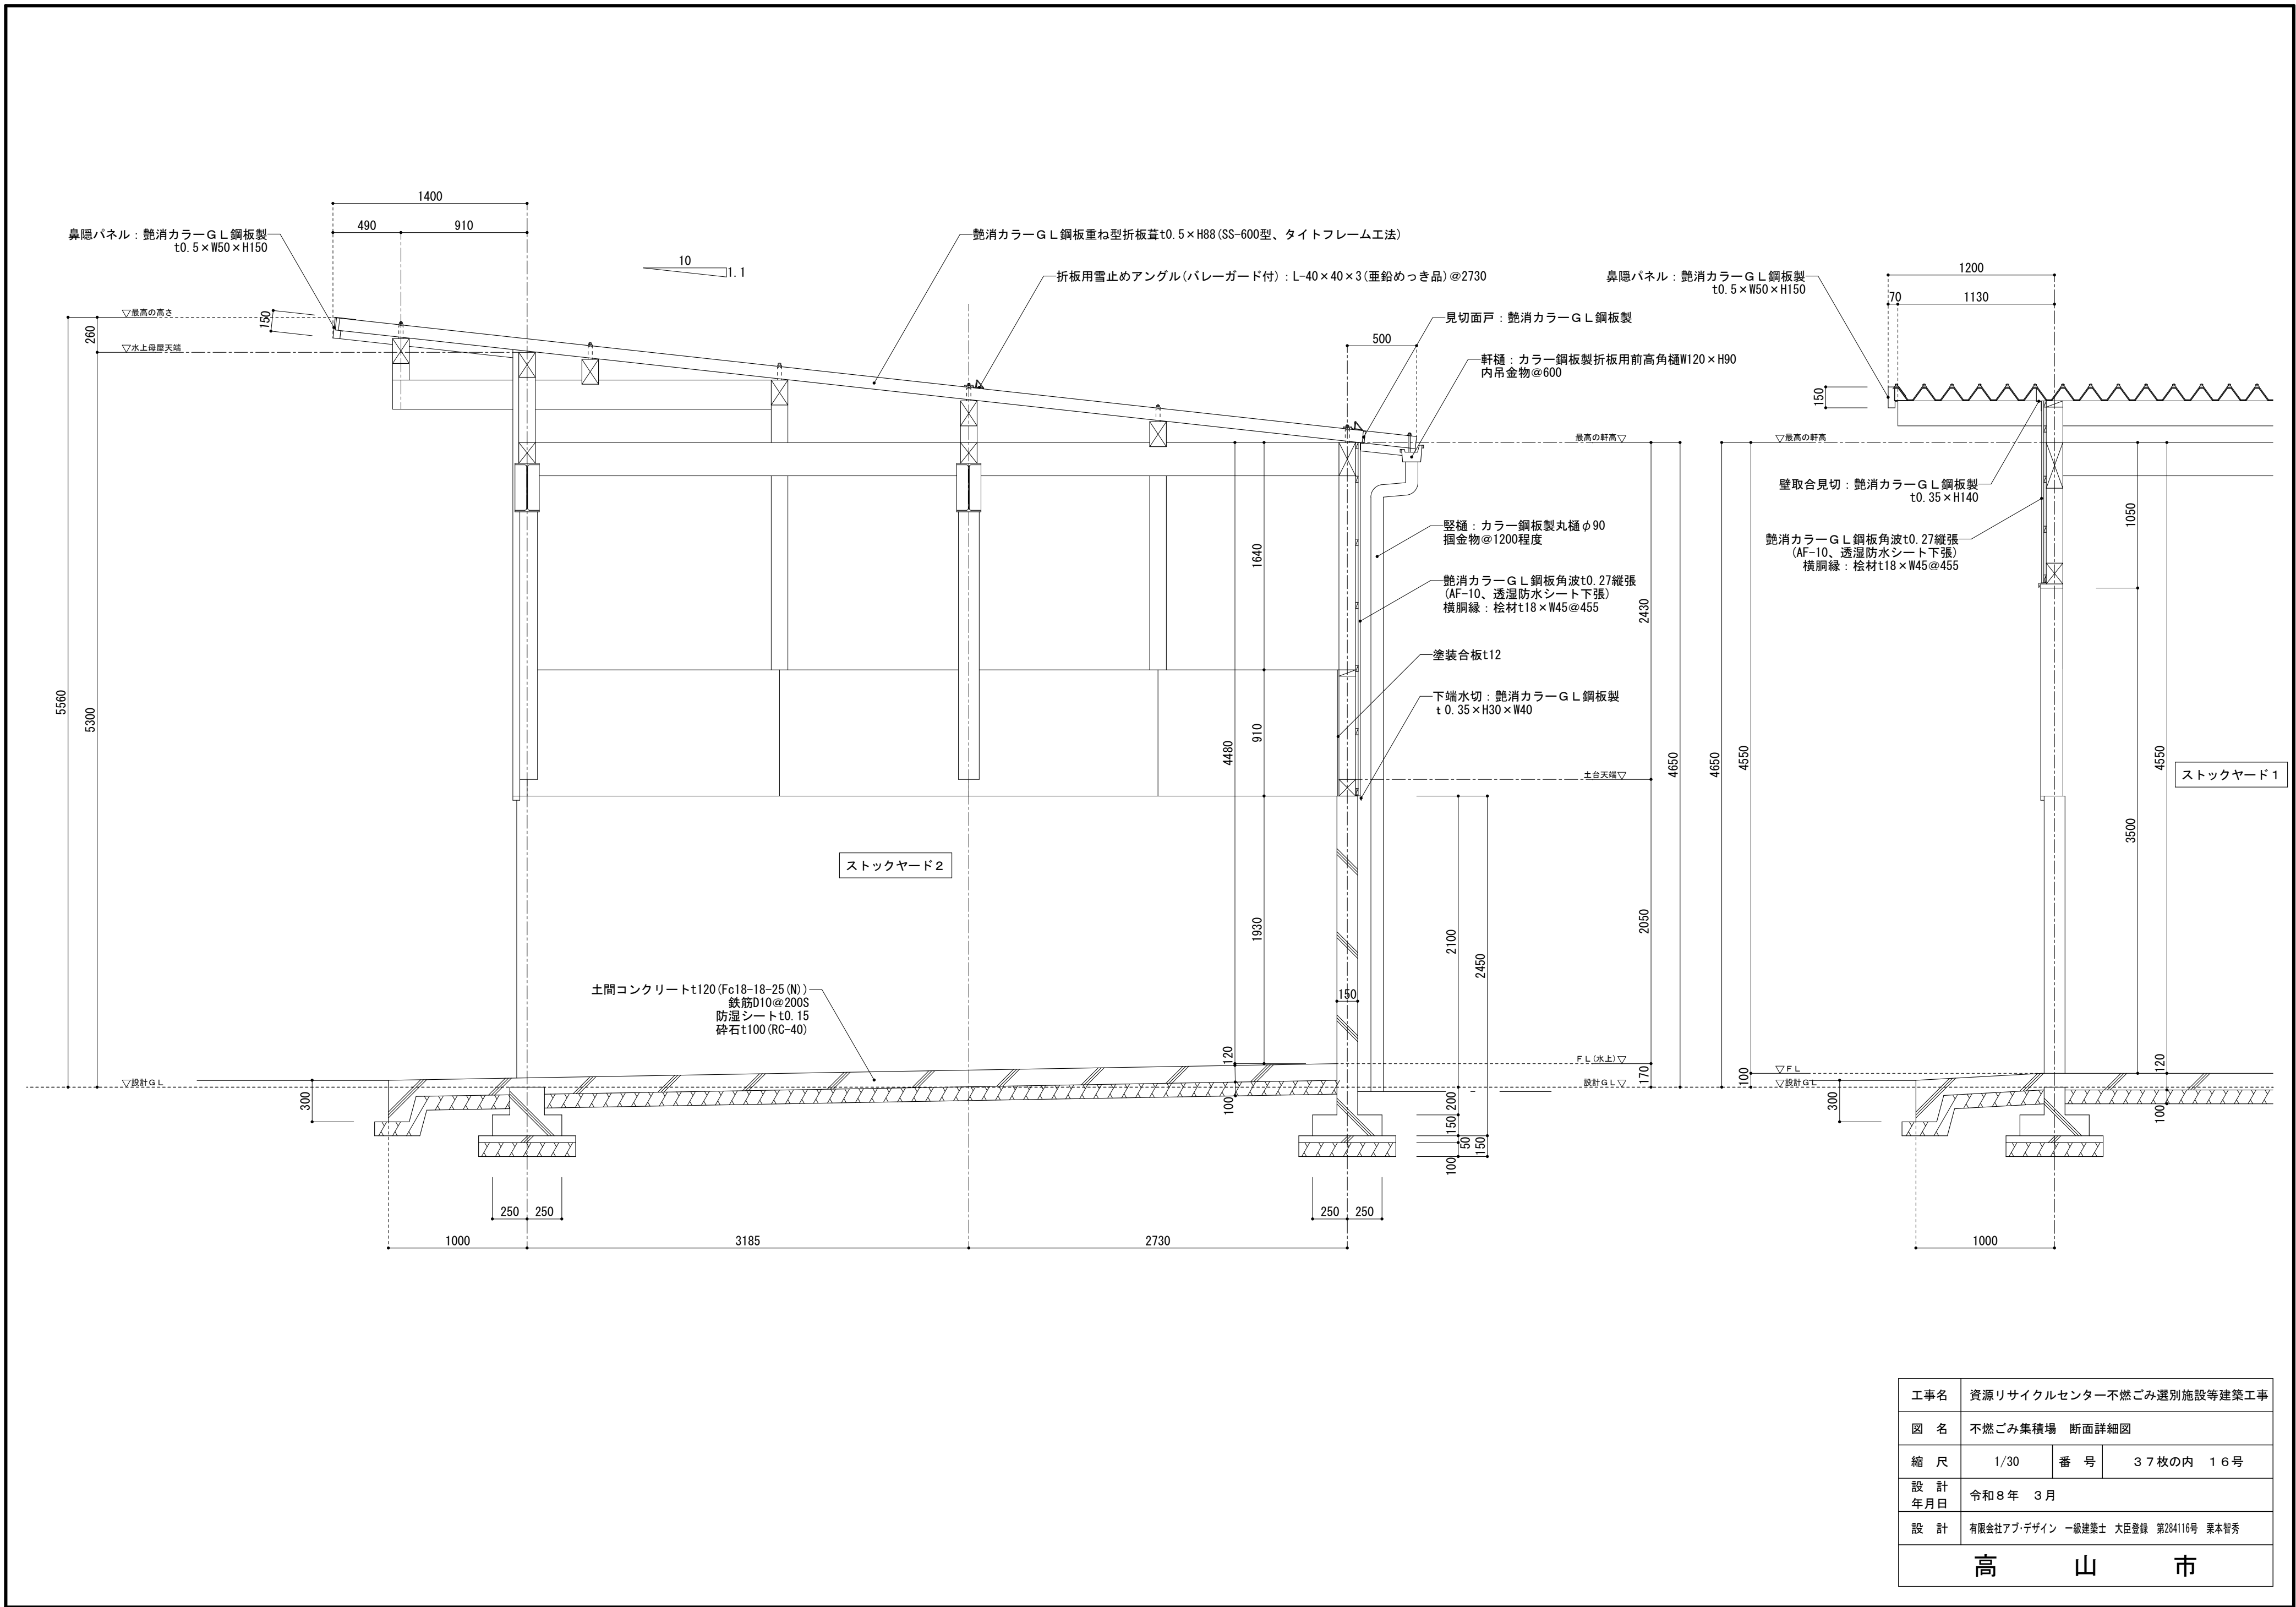 1400
490
910
鼻隠パネル：艶消カラーＧＬ鋼板製
t0.5×W50×H150
10
1.1
艶消カラーＧＬ鋼板重ね型折板葺t0.5×H88(SS-600型、タイトフレーム工法)
折板用雪止めアングル(バレーガード付)：L-40×40×3(亜鉛めっき品)@2730
見切面戸：艶消カラーＧＬ鋼板製
500
軒樋：カラー鋼板製折板用前高角樋W120×H90
内吊金物@600
▽最高の高さ
150
260
▽水上母屋天端
最高の軒高▽
竪樋：カラー鋼板製丸樋φ90
掴金物@1200程度
艶消カラーＧＬ鋼板角波t0.27縦張
(AF-10、透湿防水シート下張)
横胴縁：桧材t18×W45@455
塗装合板t12
下端水切：艶消カラーＧＬ鋼板製
ｔ0.35×H30×W40
5560
5300
4480
1640
910
1930
2430
2050
4650
土台天端▽
ストックヤード２
2100
2450
150
土間コンクリートt120(Fc18-18-25(N))
鉄筋D10@200S
防湿シートt0.15
砕石t100(RC-40)
120
100
ＦＬ(水上)▽
170
設計ＧＬ▽
▽設計ＧＬ
300
200
150
50
150
100
250
250
250
250
1000
3185
2730
鼻隠パネル：艶消カラーＧＬ鋼板製
t0.5×W50×H150
1200
70
1130
150
▽最高の軒高
壁取合見切：艶消カラーＧＬ鋼板製
t0.35×H140
艶消カラーＧＬ鋼板角波t0.27縦張
(AF-10、透湿防水シート下張)
横胴縁：桧材t18×W45@455
1050
4650
4550
4550
3500
ストックヤード１
▽ＦＬ
▽設計ＧＬ
100
300
120
100
1000
工事名
資源リサイクルセンター不燃ごみ選別施設等建築工事
図　名
不燃ごみ集積場　断面詳細図
縮　尺
1/30
番　号
３７枚の内　１６号
設　計
年月日
令和８年　３月
設　計
有限会社アブ･デザイン　一級建築士　大臣登録　第284116号　栗本智秀
高　山　市